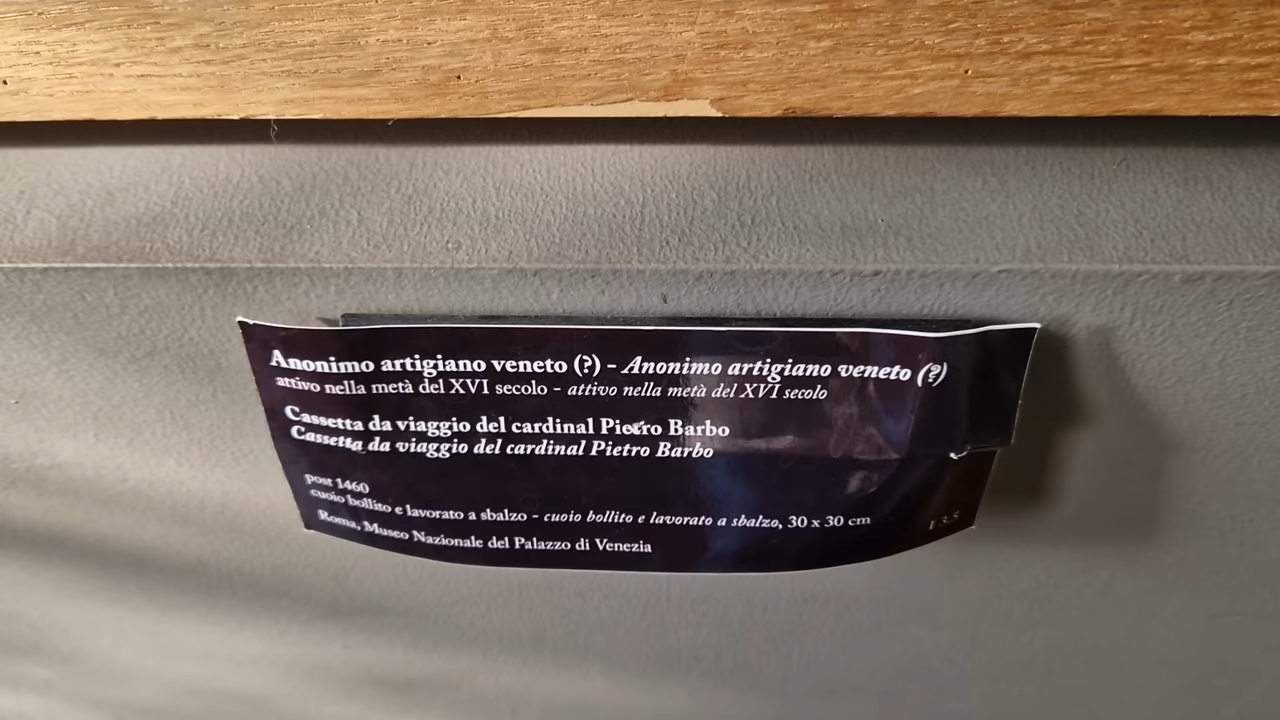 Anonimo artigiano veneto (?) - Anonimo artigiano veneto (?)
attivo nella metà del XVI secolo - attivo nella metà del XVI secolo
Cassetta da viaggio del cardinal Pietro Barbo
Cassetta da viaggio del cardinal Pietro Barbo
post 1460
cuoio bollito e lavorato a sbalzo - cuoio bollito e lavorato a sbalzo, 30 x 30 cm
Roma, Museo Nazionale del Palazzo di Venezia